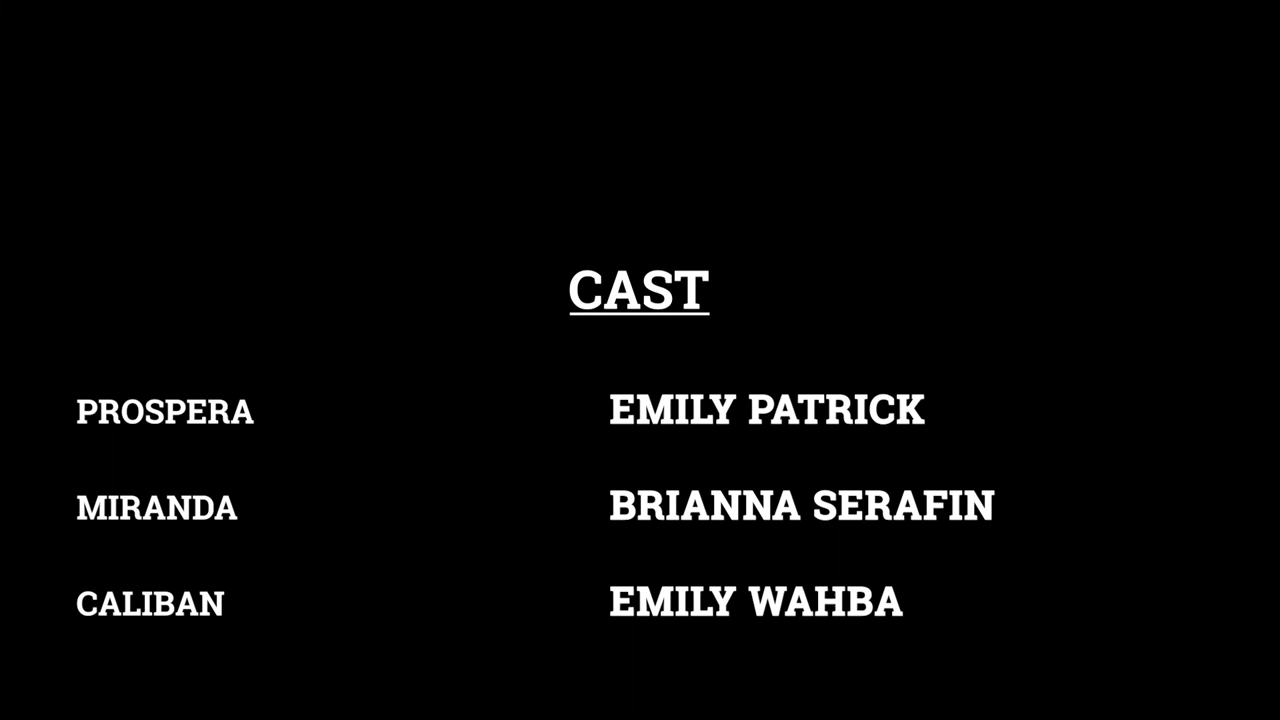 CAST
PROSPERA EMILY PATRICK
MIRANDA BRIANNA SERAFIN
CALIBAN EMILY WAHBA